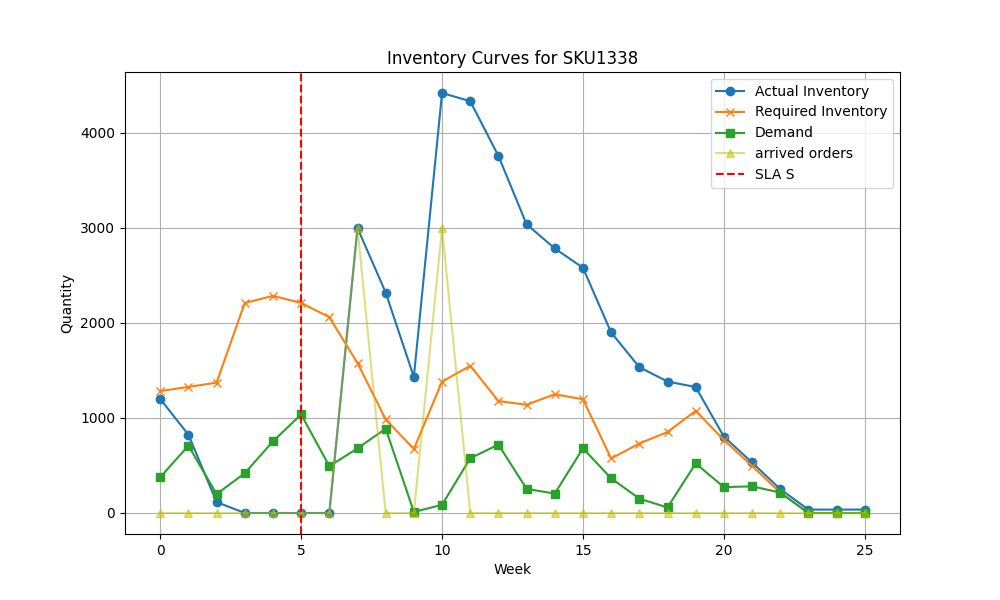 Inventory Curves for SKU1338
Actual Inventory
Required Inventory
Demand
arrived orders
SLA S
4000
3000
2000
1000
0
Quantity
0 5 10 15 20 25
Week